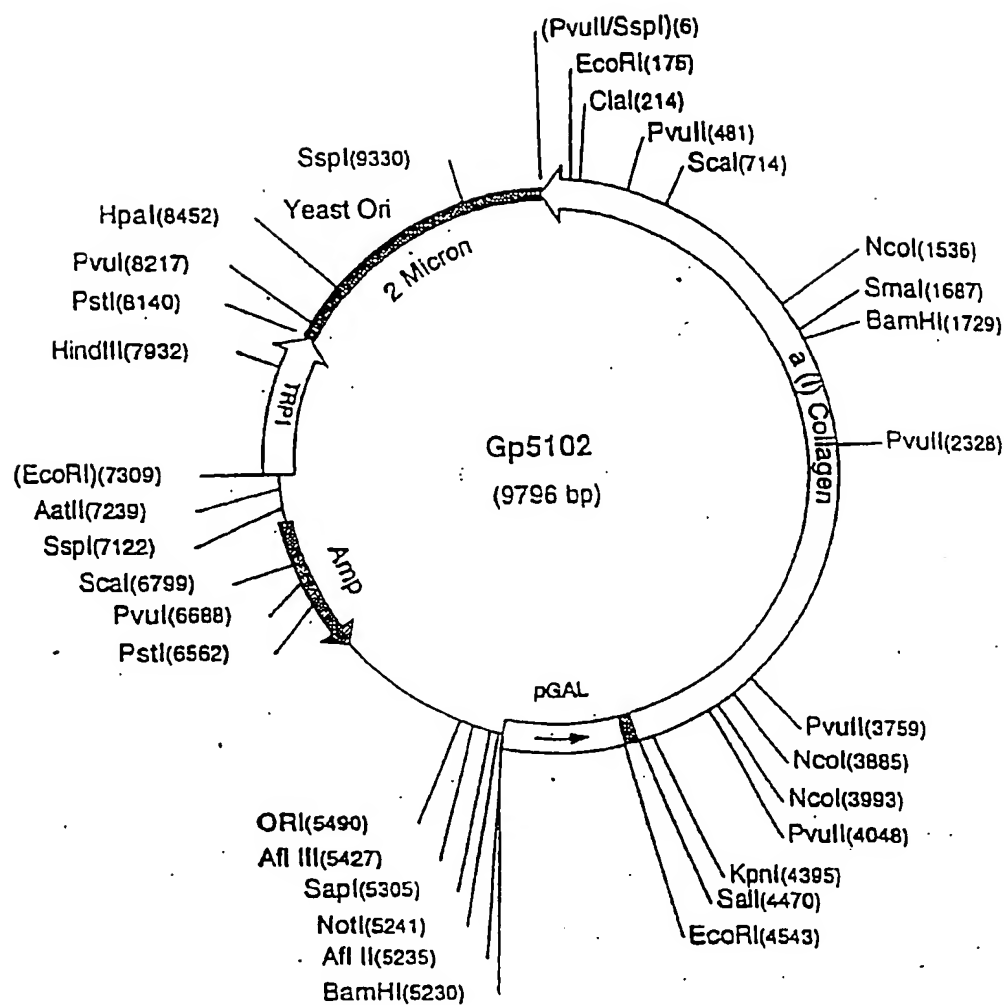 (PvuII/SspI)(6)
EcoRI(175)
ClaI(214)
PvuII(481)
ScaI(714)
NcoI(1536)
SmaI(1687)
BamHI(1729)
a (I) Collagen
PvuII(2328)
PvuII(3759)
NcoI(3885)
NcoI(3993)
PvuII(4048)
KpnI(4395)
SalI(4470)
EcoRI(4543)
pGAL
BamHI(5230)
Afl II(5235)
NotI(5241)
SapI(5305)
Afl III(5427)
ORI(5490)
Amp
PstI(6562)
PvuI(6688)
ScaI(6799)
SspI(7122)
AatII(7239)
(EcoRI)(7309)
TRP1
HindIII(7932)
PstI(8140)
PvuI(8217)
HpaI(8452)
Yeast Ori
2 Micron
SspI(9330)
Gp5102
(9796 bp)